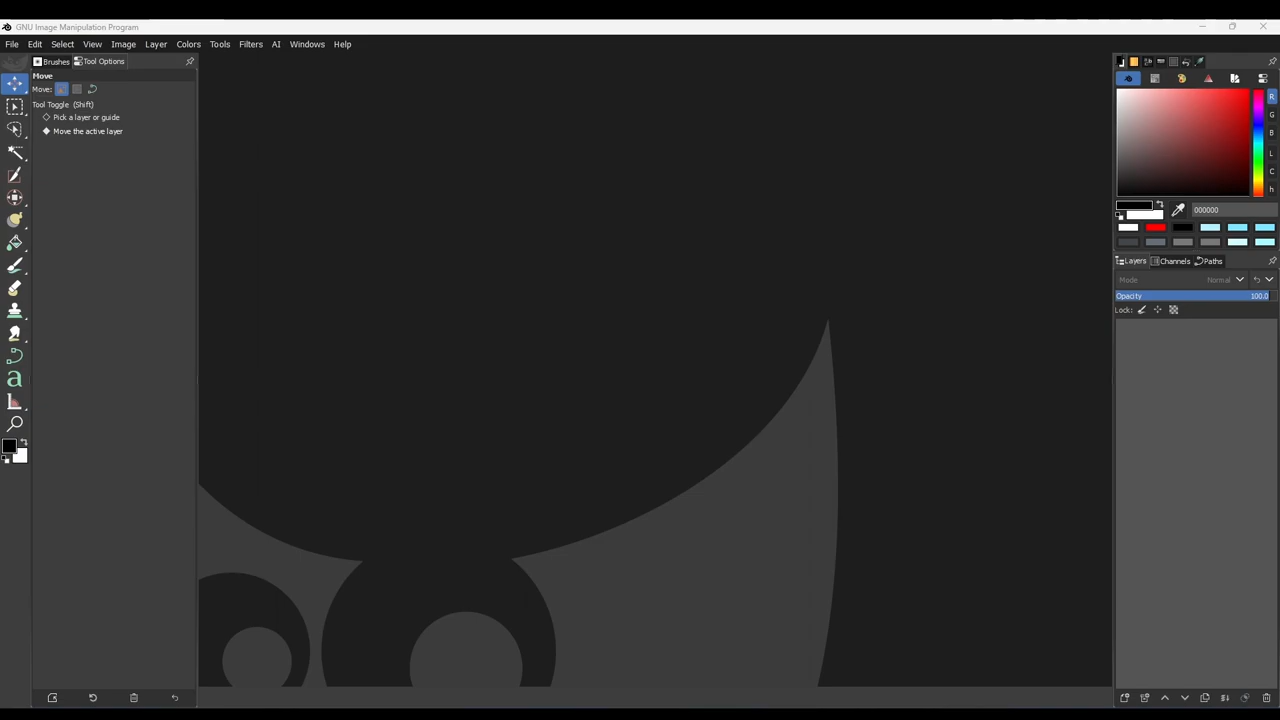 GNU Image Manipulation Program
File Edit Select View Image Layer Colors Tools Filters AI Windows Help
Brushes Tool Options
Move
Move:
Tool Toggle (Shift)
Pick a layer or guide
Move the active layer
R
G
B
L
C
h
000000
Layers Channels Paths
Mode Normal
Opacity 100.0
Lock: